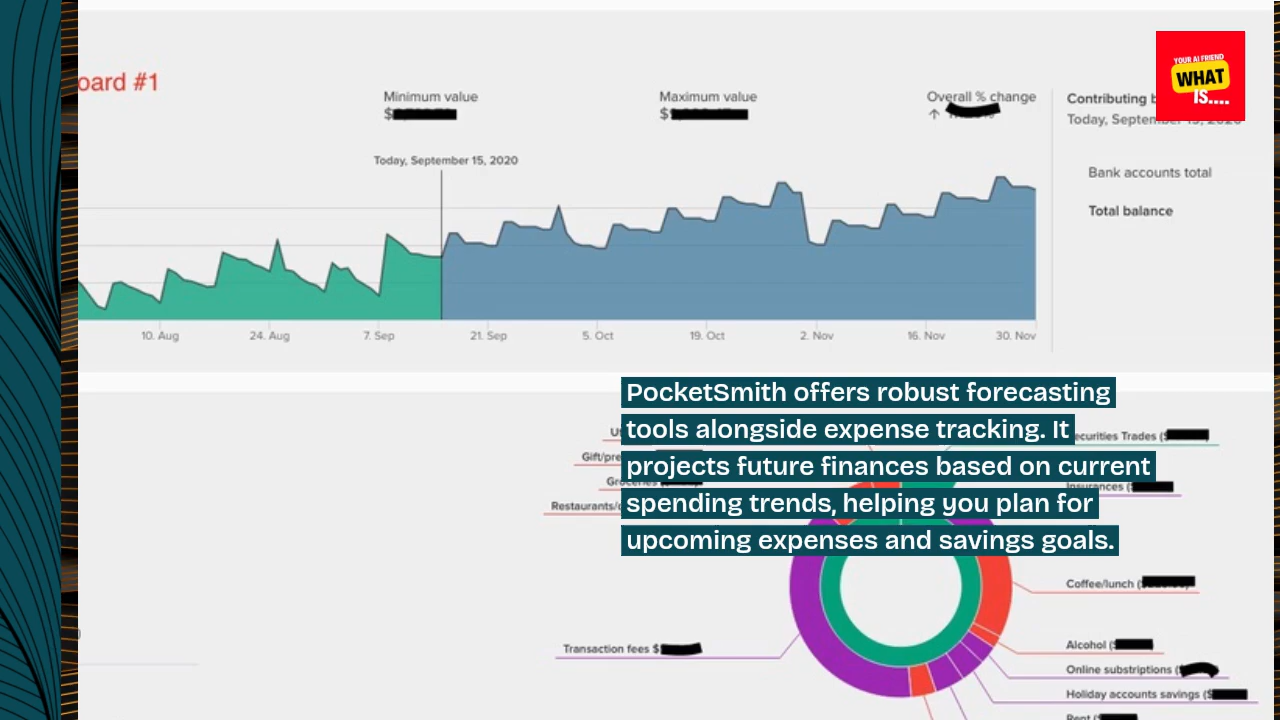 oard #1
Minimum value
$
Maximum value
$
Overall % change
YOUR AI FRIEND
WHAT
IS....
Contributing b
Today, September 15, 2020
Today, September 15, 2020
Bank accounts total
Total balance
10. Aug
24. Aug
7. Sep
21. Sep
5. Oct
19. Oct
2. Nov
16. Nov
30. Nov
PocketSmith offers robust forecasting
tools alongside expense tracking. It
projects future finances based on current
spending trends, helping you plan for
upcoming expenses and savings goals.
Gift/pre
Groceries
Restaurants/
Transaction fees $
ecurities Trades ($
Insurances (
Coffee/lunch (
Alcohol (
Online substriptions (
Holiday accounts savings ($
Rent (